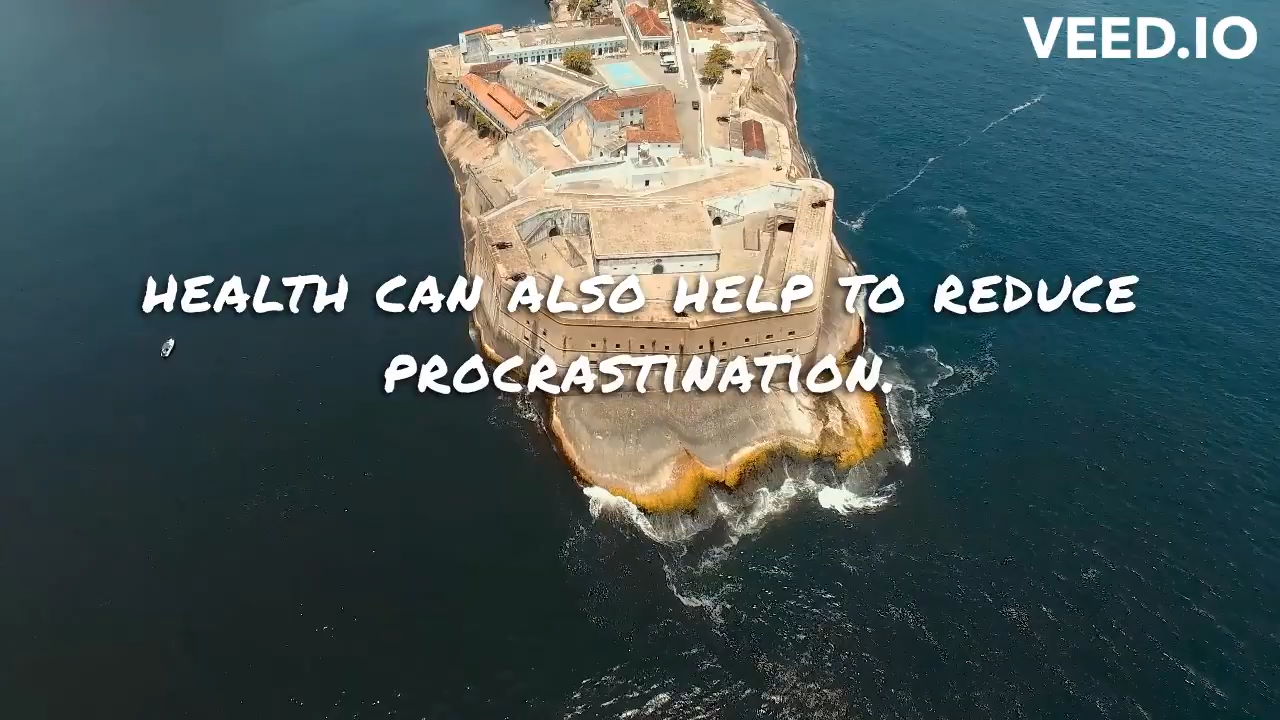 VEED.IO
HEALTH CAN ALSO HELP TO REDUCE
PROCRASTINATION.